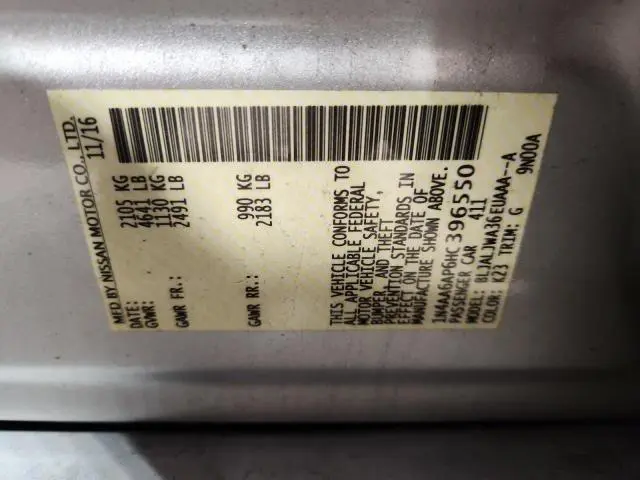 MFD BY NISSAN MOTOR CO., LTD.
DATE: 11/16
GVWR: 2105 KG
4641 LB
GAWR FR.: 1130 KG
2491 LB
GAWR RR.: 990 KG
2183 LB
THIS VEHICLE CONFORMS TO
ALL APPLICABLE FEDERAL
MOTOR VEHICLE SAFETY,
BUMPER, AND THEFT
PREVENTION STANDARDS IN
EFFECT ON THE DATE OF
MANUFACTURE SHOWN ABOVE.
1N4AA6AP6HC396550
PASSENGER CAR 411
MODEL: BLJALJWA36EUAAA--A
COLOR: K23 TRIM: G 9N00A